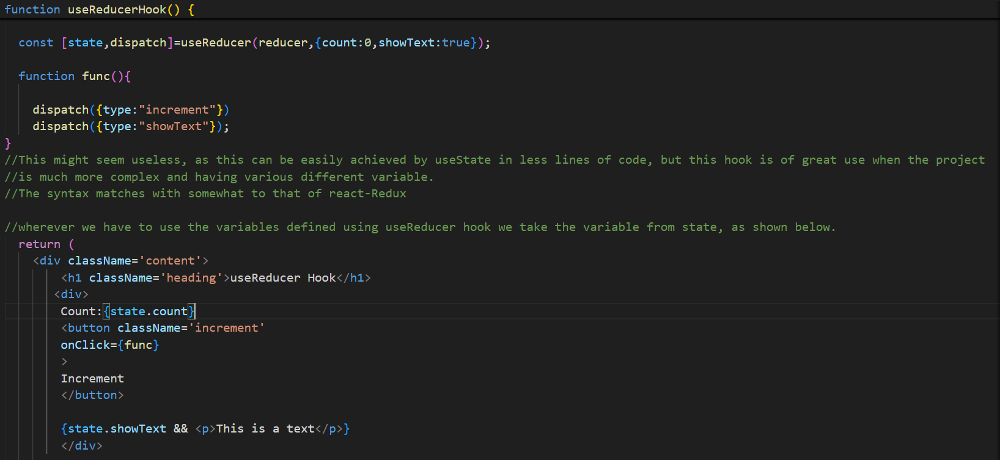 function useReducerHook() {
const [state,dispatch]=useReducer(reducer,{count:0,showText:true});
function func(){
dispatch({type:"increment"})
dispatch({type:"showText"});
}
//This might seem useless, as this can be easily achieved by useState in less lines of code, but this hook is of great use when the project
//is much more complex and having various different variable.
//The syntax matches with somewhat to that of react-Redux
//wherever we have to use the variables defined using useReducer hook we take the variable from state, as shown below.
return (
<div className='content'>
<h1 className='heading'>useReducer Hook</h1>
<div>
Count:{state.count}
<button className='increment'
onClick={func}
>
Increment
</button>
{state.showText && <p>This is a text</p>}
</div>